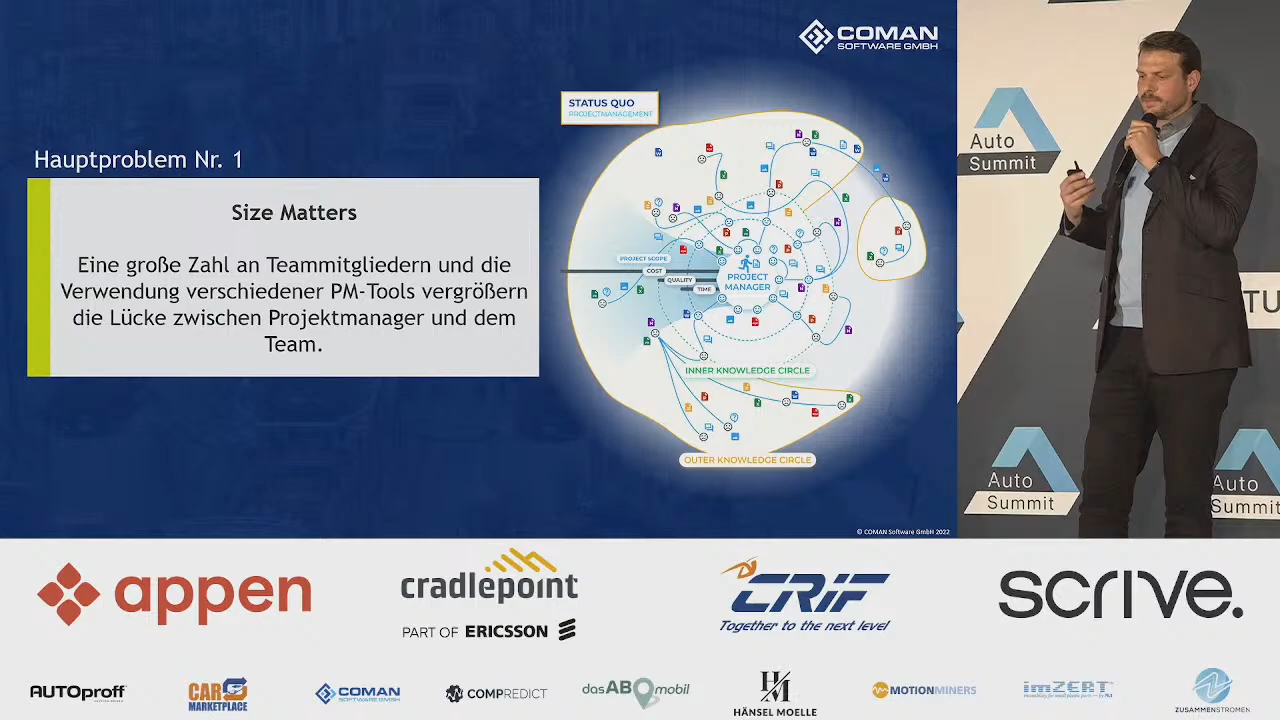 COMAN
SOFTWARE GMBH
STATUS QUO
PROJECTMANAGEMENT
Hauptproblem Nr. 1
Size Matters
Eine große Zahl an Teammitgliedern und die
Verwendung verschiedener PM-Tools vergrößern
die Lücke zwischen Projektmanager und dem
Team.
PROJECT SCOPE
COST
QUALITY
TIME
PROJECT
MANAGER
INNER KNOWLEDGE CIRCLE
OUTER KNOWLEDGE CIRCLE
© COMAN Software GmbH 2022
Auto
Summit
TU
Auto
Summit
Auto
Summit
appen
cradlepoint
PART OF ERICSSON
CRIF
Together to the next level
scrive.
AUTOproff
CAR
MARKETPLACE
COMAN
SOFTWARE GMBH
COMPREDICT
dasABomobil
HM
HÄNSEL MOELLE
MOTIONMINERS
imZERT
ZUSAMMENSTROMEN